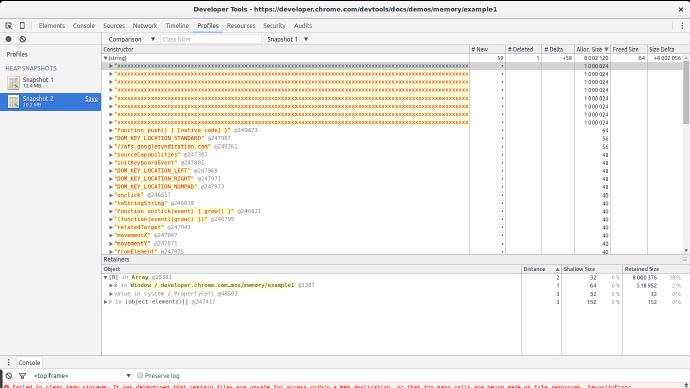 Developer Tools - https://developer.chrome.com/devtools/docs/demos/memory/example1
Elements Console Sources Network Timeline Profiles Resources Security Audits
Profiles
HEAP SNAPSHOTS
Snapshot 1
12.4 MB
Snapshot 2 Save
20.2 MB
Comparison Class filter Snapshot 1
Constructor # New # Deleted # Delta Alloc. Size Freed Size Size Delta
(string) 59 1 +58 8 002 120 64 +8 002 056
1 000 024
1 000 024
1 000 024
1 000 024
1 000 024
1 000 024
1 000 024
1 000 024
"function push() { [native code] }" @249673 64
"DOM_KEY_LOCATION_STANDARD" @247987 56
"//afs.googlesyndication.com" @249761 56
"sourceCapabilities" @247387 48
"initKeyboardEvent" @247881 48
"DOM_KEY_LOCATION_LEFT" @247969 48
"DOM_KEY_LOCATION_RIGHT" @247971 48
"DOM_KEY_LOCATION_NUMPAD" @247973 48
"onclick" @246617 40
"toStringString" @246619 40
"function onclick(event) { grow() }" @246621 40
"(function(event){grow() })" @246795 40
"relatedTarget" @247043 40
"movementX" @247067 40
"movementY" @247071 40
"fromElement" @247075 40
Retainers
Object Distance Shallow Size Retained Size
[0] in Array @25381 2 32 0 % 8 000 376 38 %
x in Window / developer.chrome.com…mos/memory/example1 @1387 1 64 0 % 518 952 2 %
value in system / PropertyCell @48593 3 32 0 % 32 0 %
0 in (object elements)[] @247417 3 152 0 % 152 0 %
Console
<top frame> Preserve log
Failed to clear temp storage: It was determined that certain files are unsafe for access within a Web application, or that too many calls are being made on file resources. SecurityError